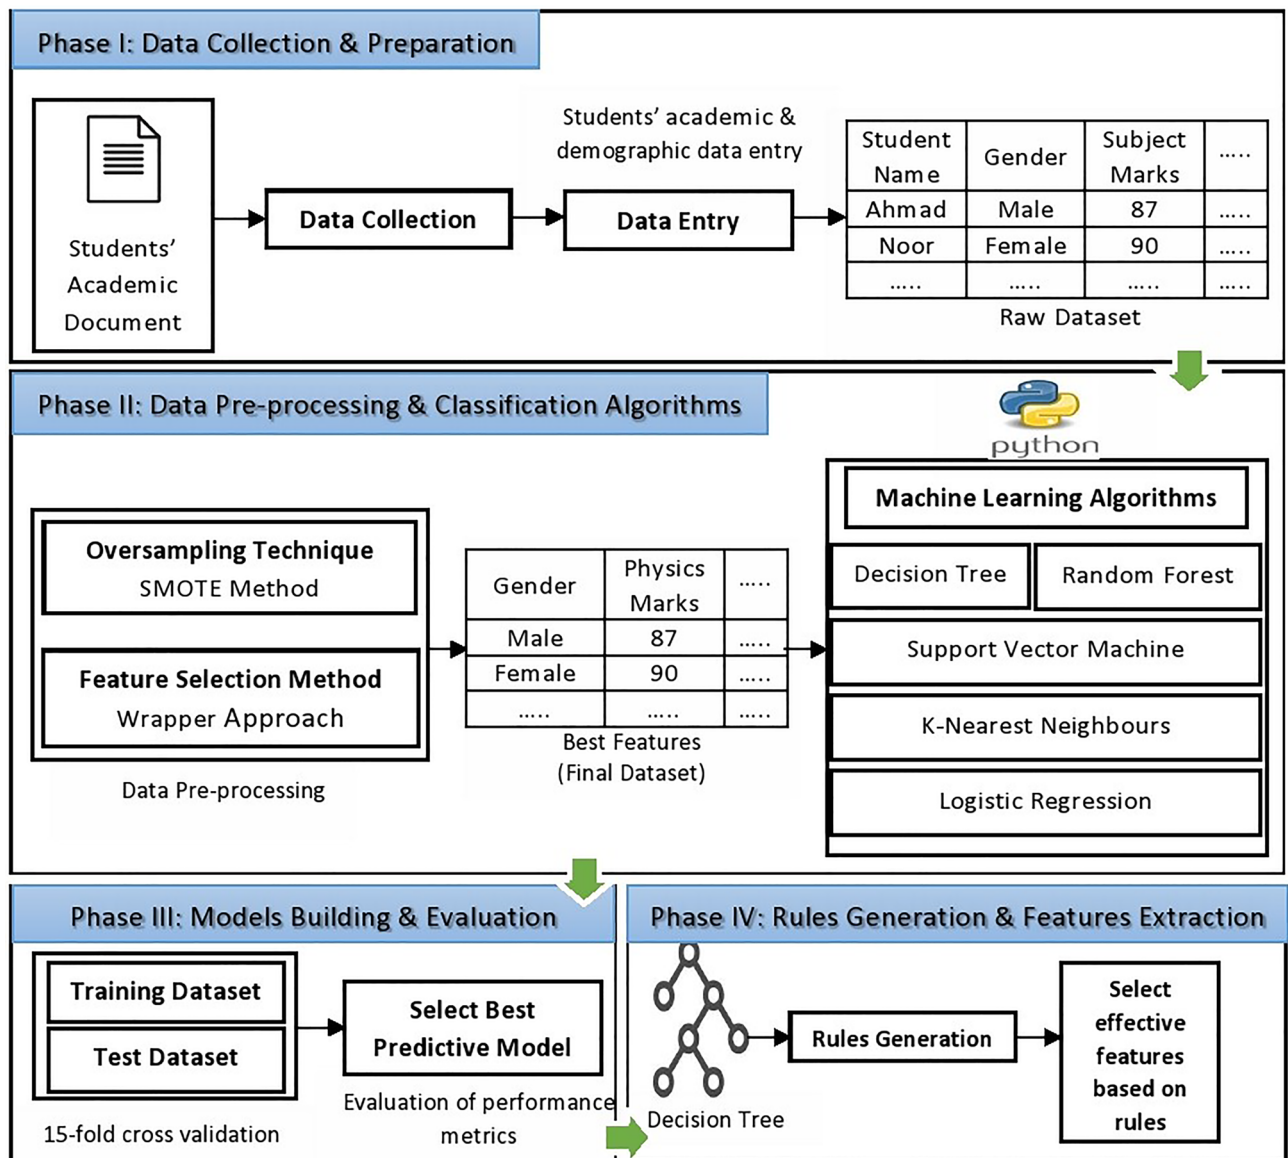 Phase I: Data Collection & Preparation
Students’
Academic
Document
Data Collection
Students’ academic &
demographic data entry
Data Entry
Student Name Gender Subject Marks .....
Ahmad Male 87 .....
Noor Female 90 .....
..... ..... ..... .....
Raw Dataset
Phase II: Data Pre-processing & Classification Algorithms
python
Oversampling Technique
SMOTE Method
Feature Selection Method
Wrapper Approach
Data Pre-processing
Gender Physics Marks .....
Male 87 .....
Female 90 .....
..... ..... .....
Best Features
(Final Dataset)
Machine Learning Algorithms
Decision Tree Random Forest
Support Vector Machine
K-Nearest Neighbours
Logistic Regression
Phase III: Models Building & Evaluation
Training Dataset
Test Dataset
15-fold cross validation
Select Best
Predictive Model
Evaluation of performance
metrics
Phase IV: Rules Generation & Features Extraction
Decision Tree
Rules Generation
Select
effective
features
based on
rules